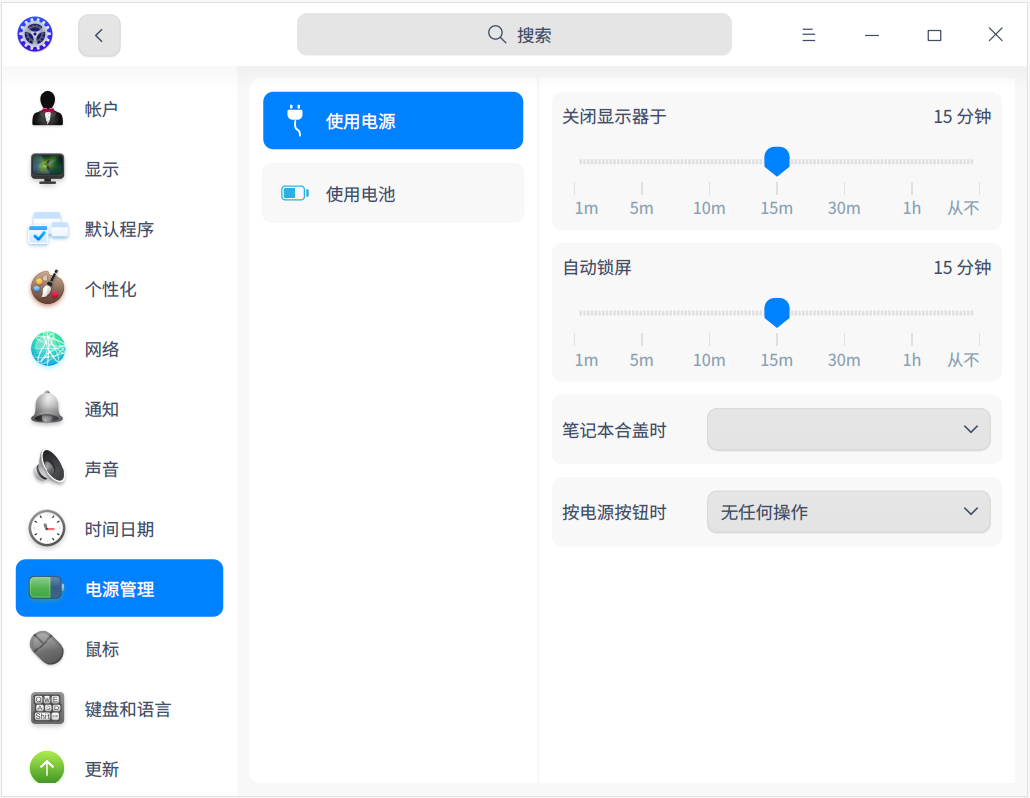 搜索
帐户
显示
默认程序
个性化
网络
通知
声音
时间日期
电源管理
鼠标
键盘和语言
更新
使用电源
使用电池
关闭显示器于 15 分钟
1m 5m 10m 15m 30m 1h 从不
自动锁屏 15 分钟
1m 5m 10m 15m 30m 1h 从不
笔记本合盖时
按电源按钮时 无任何操作